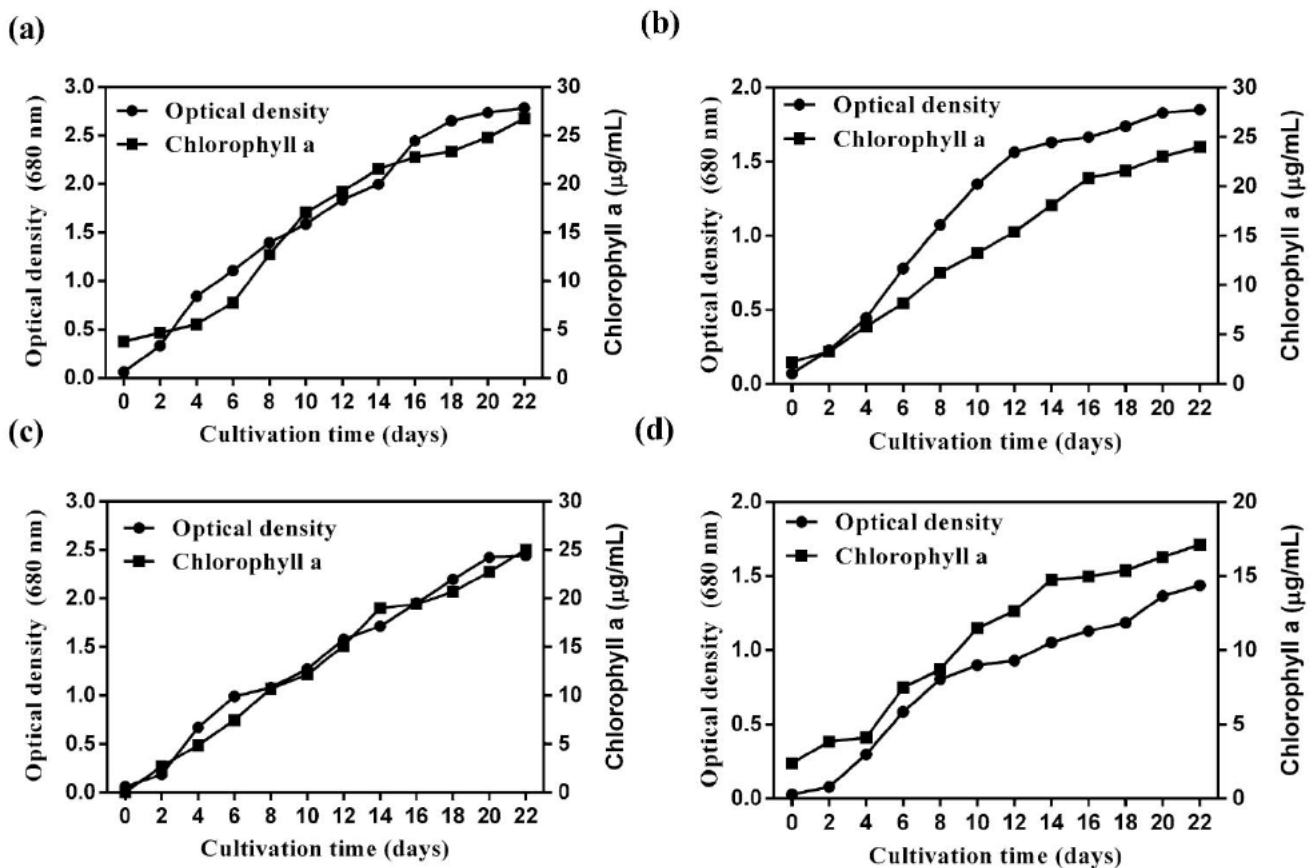 (a)
Optical density
Chlorophyll a
Optical density (680 nm)
3.0
2.5
2.0
1.5
1.0
0.5
0.0
30
25
20
15
10
5
0
Chlorophyll a (μg/mL)
0 2 4 6 8 10 12 14 16 18 20 22
Cultivation time (days)
(b)
Optical density
Chlorophyll a
Optical density (680 nm)
2.0
1.5
1.0
0.5
0.0
30
25
20
15
10
5
0
Chlorophyll a (μg/mL)
0 2 4 6 8 10 12 14 16 18 20 22
Cultivation time (days)
(c)
Optical density
Chlorophyll a
Optical density (680 nm)
3.0
2.5
2.0
1.5
1.0
0.5
0.0
30
25
20
15
10
5
0
Chlorophyll a (μg/mL)
0 2 4 6 8 10 12 14 16 18 20 22
Cultivation time (days)
(d)
Optical density
Chlorophyll a
Optical density (680 nm)
2.0
1.5
1.0
0.5
0.0
20
15
10
5
0
Chlorophyll a (μg/mL)
0 2 4 6 8 10 12 14 16 18 20 22
Cultivation time (days)